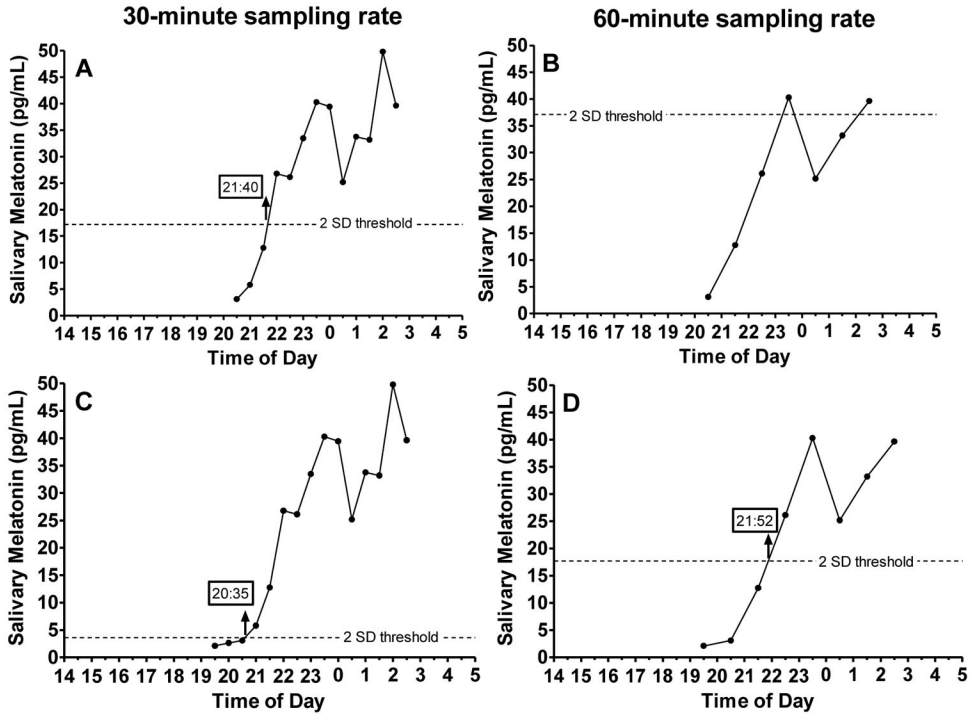 30-minute sampling rate
60-minute sampling rate
A
Salivary Melatonin (pg/mL)
50
45
40
35
30
25
20
15
10
5
0
21:40
2 SD threshold
14 15 16 17 18 19 20 21 22 23 0 1 2 3 4 5
Time of Day
B
Salivary Melatonin (pg/mL)
50
45
40
35
30
25
20
15
10
5
0
2 SD threshold
14 15 16 17 18 19 20 21 22 23 0 1 2 3 4 5
Time of Day
C
Salivary Melatonin (pg/mL)
50
45
40
35
30
25
20
15
10
5
0
20:35
2 SD threshold
14 15 16 17 18 19 20 21 22 23 0 1 2 3 4 5
Time of Day
D
Salivary Melatonin (pg/mL)
50
45
40
35
30
25
20
15
10
5
0
21:52
2 SD threshold
14 15 16 17 18 19 20 21 22 23 0 1 2 3 4 5
Time of Day